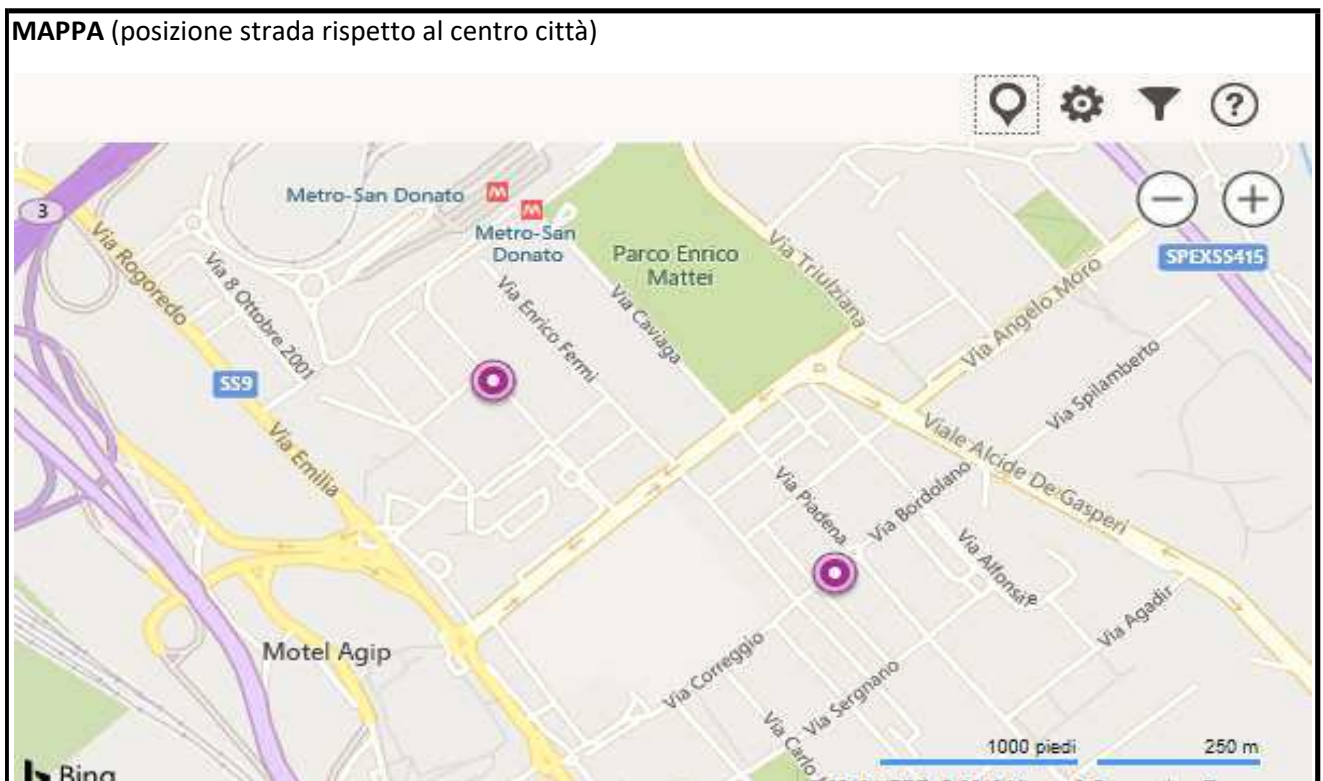 MAPPA (posizione strada rispetto al centro città)
?
3
Metro-San Donato
Metro-San
Donato
Parco Enrico
Mattei
Via Triulziana
SPEXSS415
Via Rogoredo
Via 8 Ottobre 2001
Via Enrico Fermi
Via Caviaga
Via Angelo Moro
Via Spilamberto
SS9
Via Emilia
Viale Alcide De Gasperi
Via Piadena
Via Bordolano
Via Alfonsine
Via Agadir
Motel Agip
Via Correggio
Via Sergnano
Via Carlo
1000 piedi
250 m
Bing